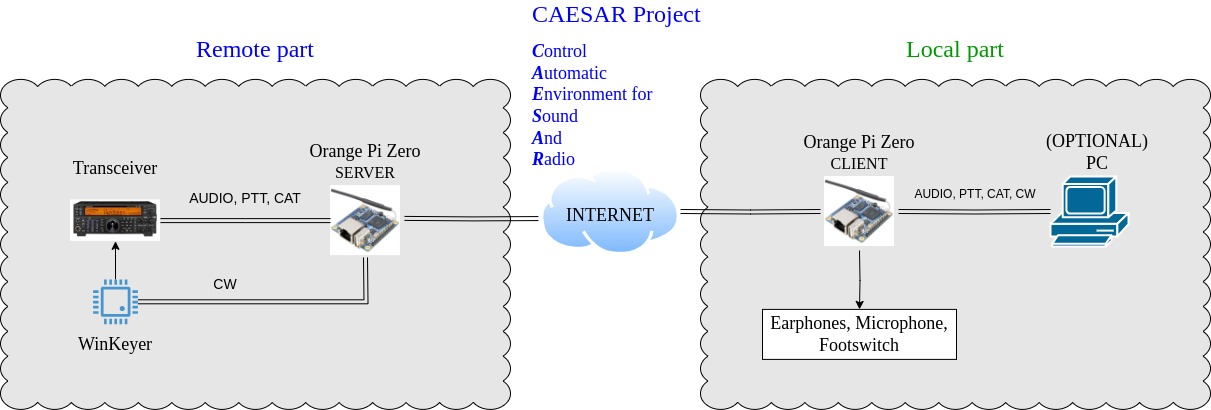 CAESAR Project
Remote part
Control
Automatic
Environment for
Sound
And
Radio
Local part
Transceiver
Orange Pi Zero
SERVER
AUDIO, PTT, CAT
CW
WinKeyer
INTERNET
Orange Pi Zero
CLIENT
AUDIO, PTT, CAT, CW
(OPTIONAL)
PC
Earphones, Microphone,
Footswitch